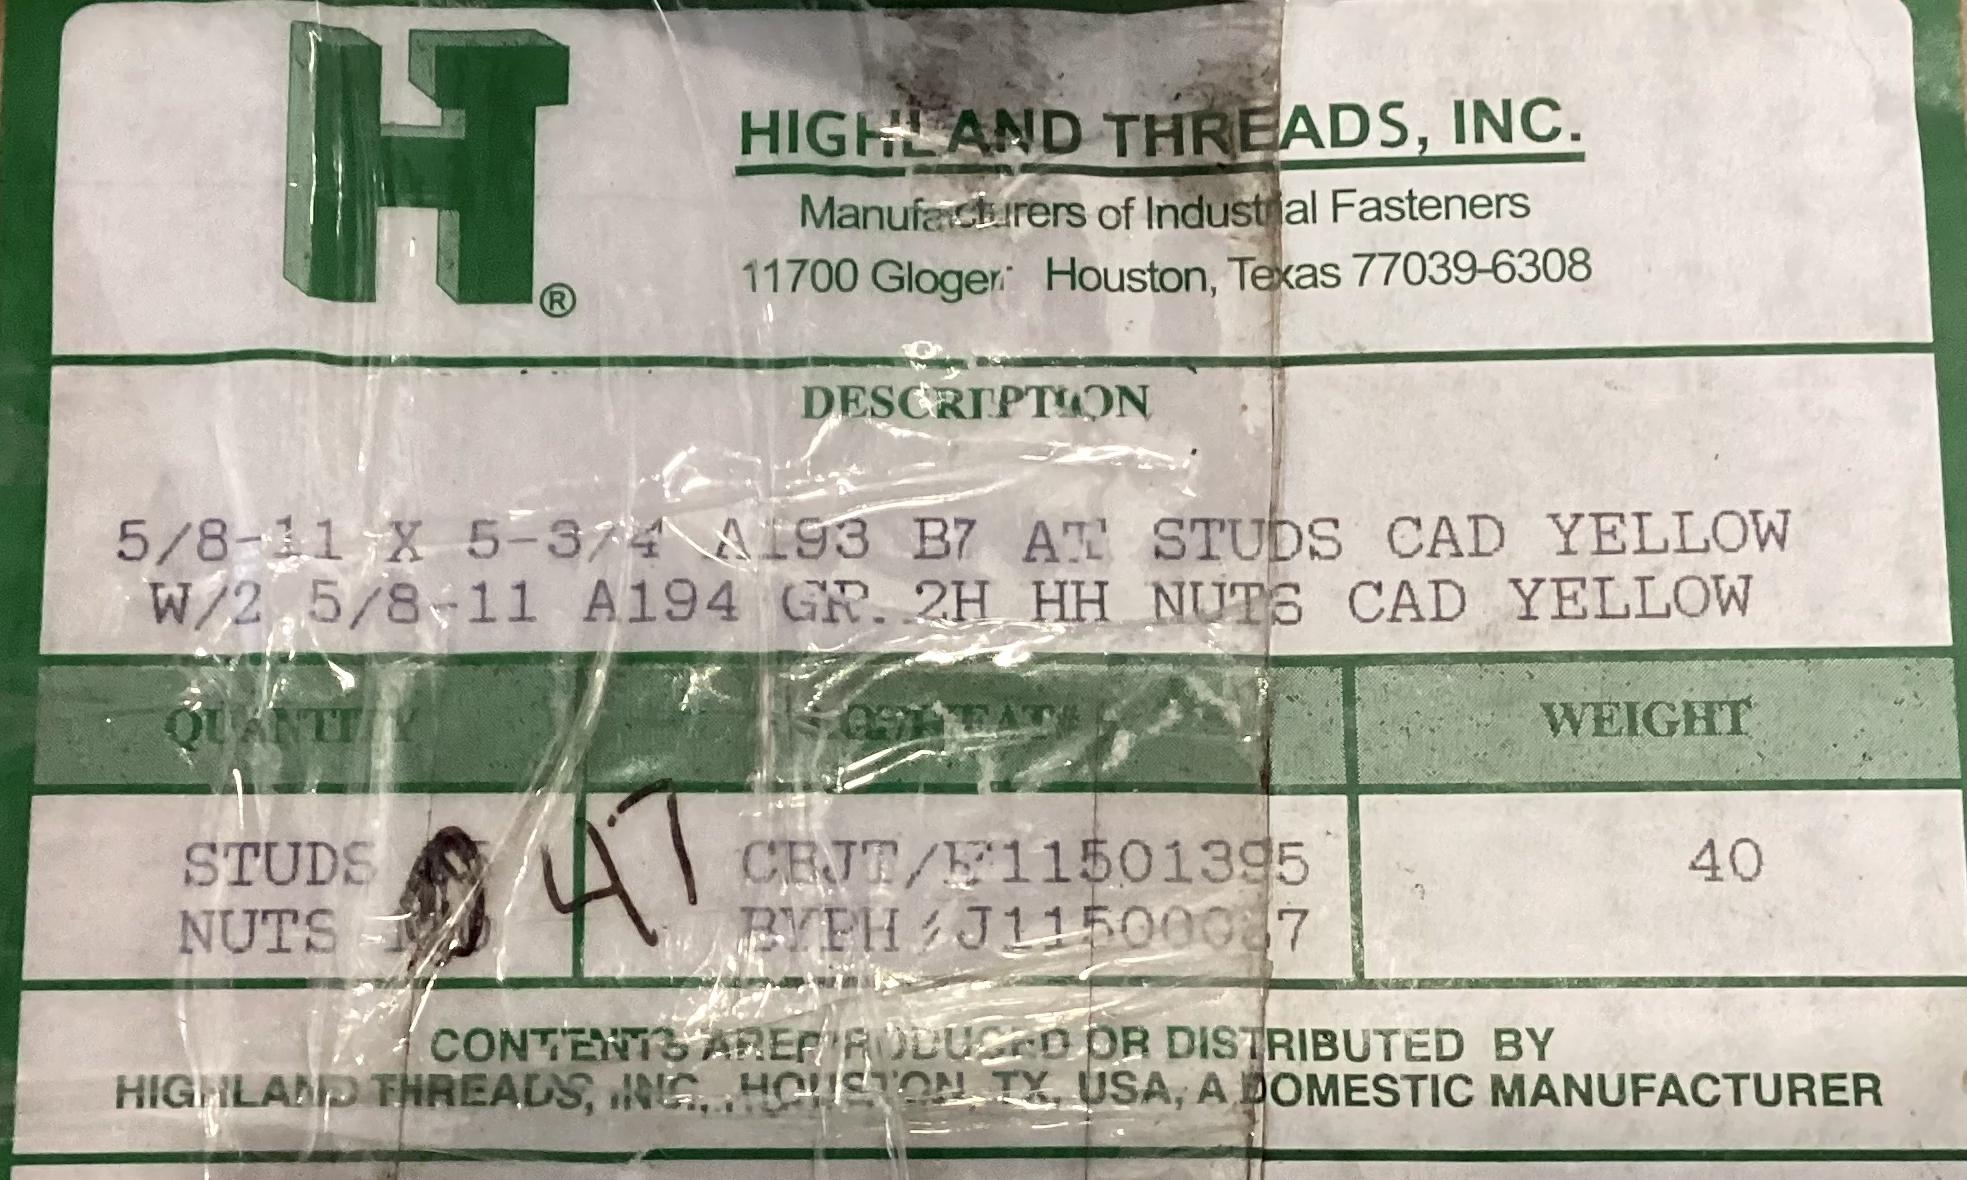 HT®
HIGHLAND THREADS, INC.
Manufacturers of Industrial Fasteners
11700 Gloger Houston, Texas 77039-6308
DESCRIPTION
5/8-11 X 5-3/4 A193 B7 AT STUDS CAD YELLOW
W/2 5/8-11 A194 GR. 2H HH NUTS CAD YELLOW
QUANTITY WEIGHT
STUDS 47 40
NUTS
CONTENTS ARE PRODUCED OR DISTRIBUTED BY
HIGHLAND THREADS, INC., HOUSTON, TX, USA, A DOMESTIC MANUFACTURER